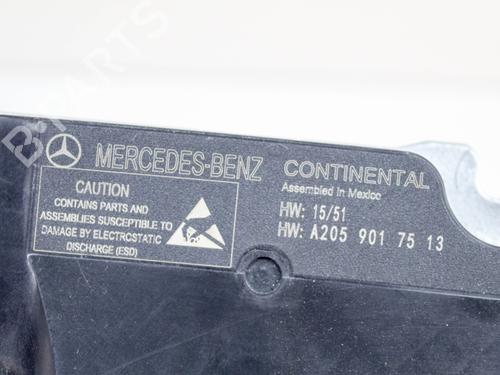 B PARTS
MERCEDES-BENZ
CONTINENTAL
Assembled in Mexico
HW: 15/51
HW: A205 901 75 13
CAUTION
CONTAINS PARTS AND
ASSEMBLIES SUSCEPTIBLE TO
DAMAGE BY ELECTROSTATIC
DISCHARGE (ESD)